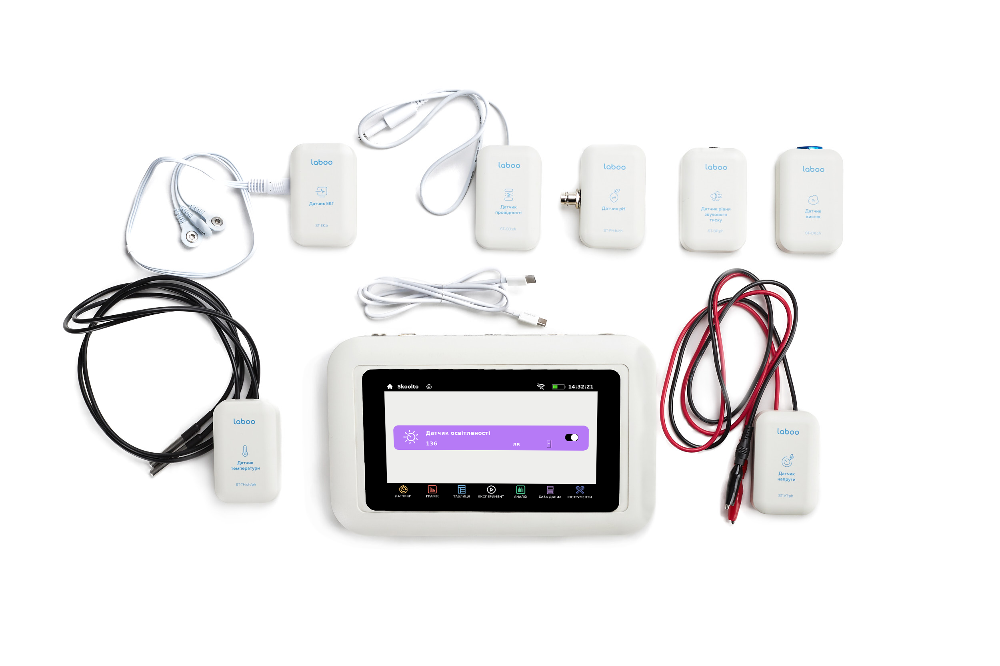 laboo
Датчик ЕКГ
ST-EK:b
laboo
Датчик
провідності
ST-CD:ch
laboo
pH
Датчик pH
ST-PH:b/ch
laboo
Датчик рівня
звукового
тиску
ST-SP:ph
laboo
O₂
Датчик
кисню
ST-OX:ch
laboo
Датчик
температури
ST-TH:ch/ph
Skoolto 14:32:21
Датчик освітленості
136 лк
ДАТЧИКИ ГРАФІК ТАБЛИЦЯ ЕКСПЕРИМЕНТ АНАЛІЗ БАЗА ДАНИХ ІНСТРУМЕНТИ
laboo
Датчик
напруги
ST-VT:ph